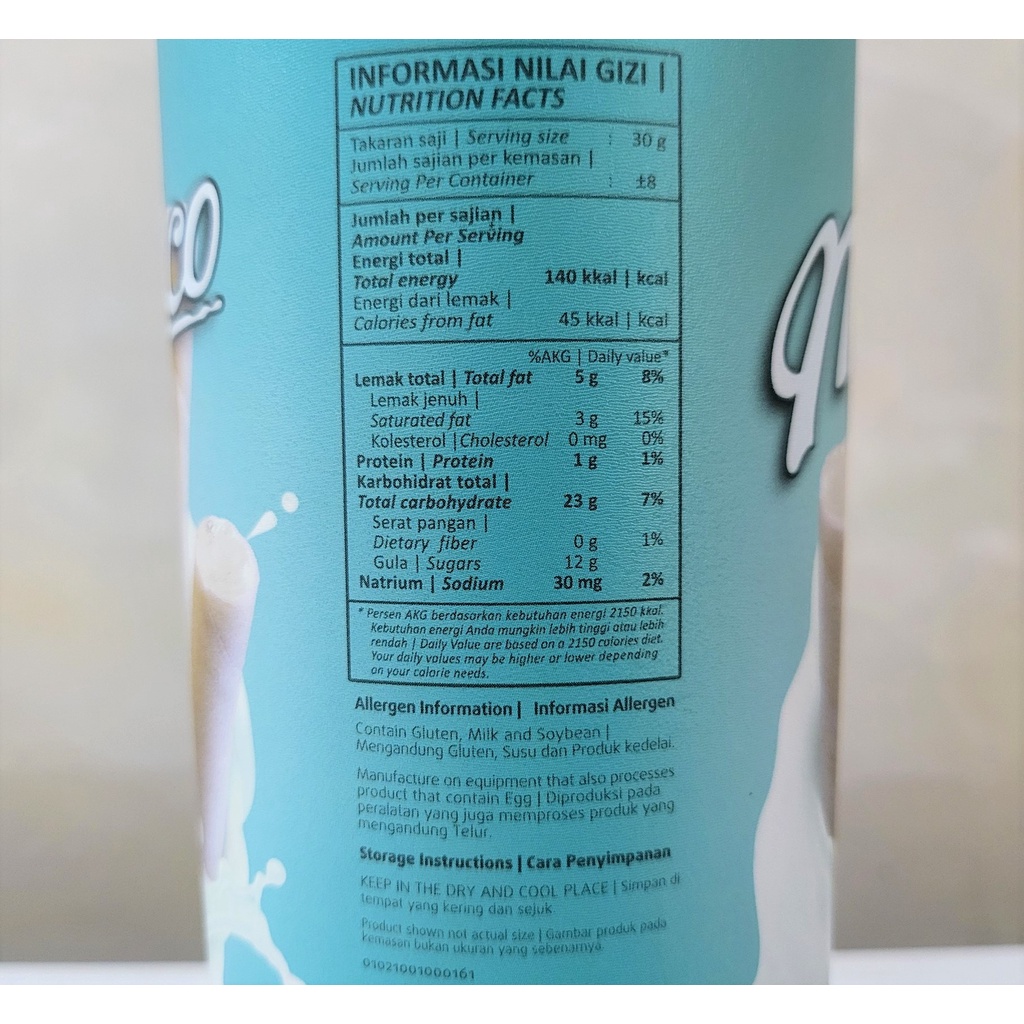 INFORMASI NILAI GIZI |
NUTRITION FACTS
Takaran saji | Serving size : 30 g
Jumlah sajian per kemasan |
Serving Per Container : ±8
Jumlah per sajian |
Amount Per Serving
Energi total |
Total energy 140 kkal | kcal
Energi dari lemak |
Calories from fat 45 kkal | kcal
%AKG | Daily value*
Lemak total | Total fat 5 g 8%
Lemak jenuh |
Saturated fat 3 g 15%
Kolesterol | Cholesterol 0 mg 0%
Protein | Protein 1 g 1%
Karbohidrat total |
Total carbohydrate 23 g 7%
Serat pangan |
Dietary fiber 0 g 1%
Gula | Sugars 12 g
Natrium | Sodium 30 mg 2%
* Persen AKG berdasarkan kebutuhan energi 2150 kkal.
Kebutuhan energi Anda mungkin lebih tinggi atau lebih
rendah | Daily Value are based on a 2150 calories diet.
Your daily values may be higher or lower depending
on your calorie needs.
Allergen Information | Informasi Allergen
Contain Gluten, Milk and Soybean |
Mengandung Gluten, Susu dan Produk kedelai.
Manufacture on equipment that also processes
product that contain Egg | Diproduksi pada
peralatan yang juga memproses produk yang
mengandung Telur.
Storage Instructions | Cara Penyimpanan
KEEP IN THE DRY AND COOL PLACE | Simpan di
tempat yang kering dan sejuk
Product shown not actual size | Gambar produk pada
kemasan bukan ukuran yang sebenarnya.
01021001000161